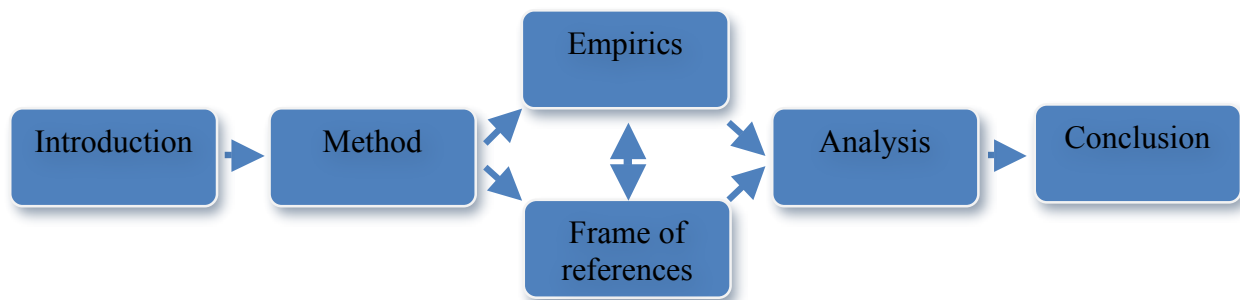 Introduction
Method
Empirics
Frame of
references
Analysis
Conclusion